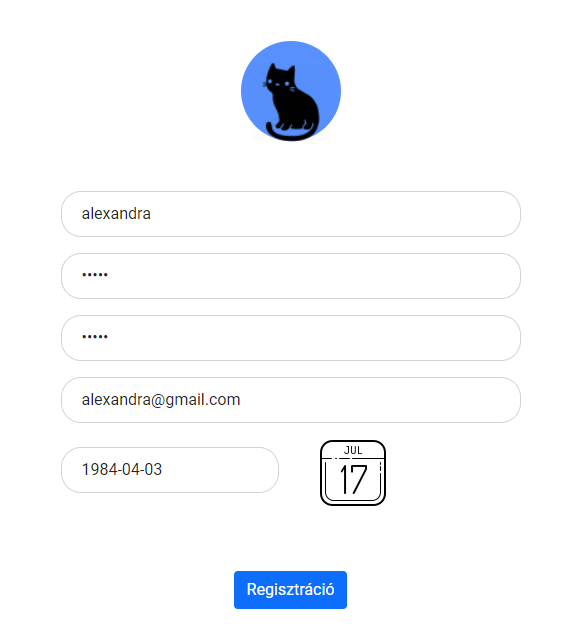 alexandra
•••••
•••••
alexandra@gmail.com
1984-04-03
JUL
17
Regisztráció